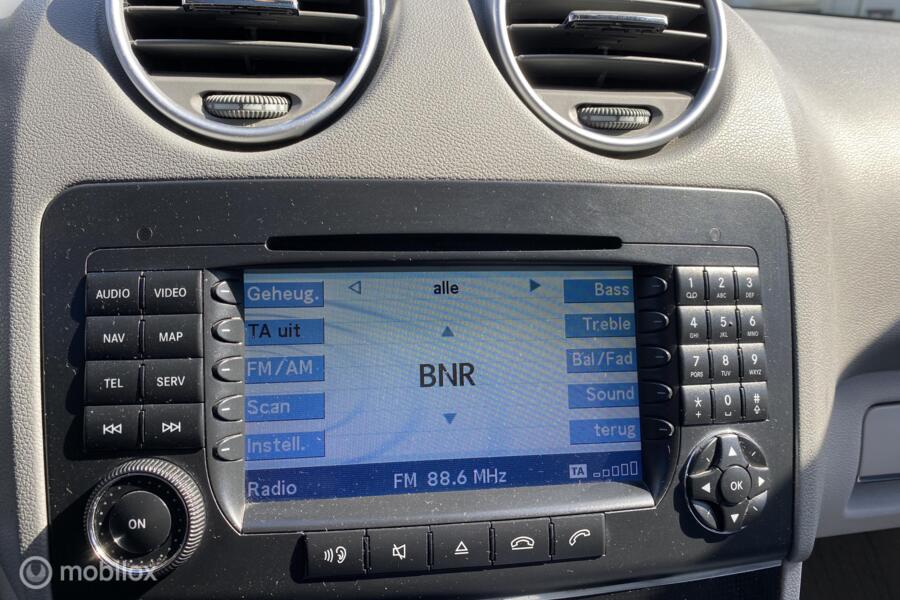 AUDIO VIDEO
NAV MAP
TEL SERV
ON
Geheug. alle Bass
TA uit Treble
FM/AM BNR Bal/Fad
Scan Sound
Instell. terug
Radio FM 88.6 MHz TA
1 2 ABC 3 DEF
4 GHI 5 JKL 6 MNO
7 PQRS 8 TUV 9 WXYZ
* + 0 #
OK
mobilox